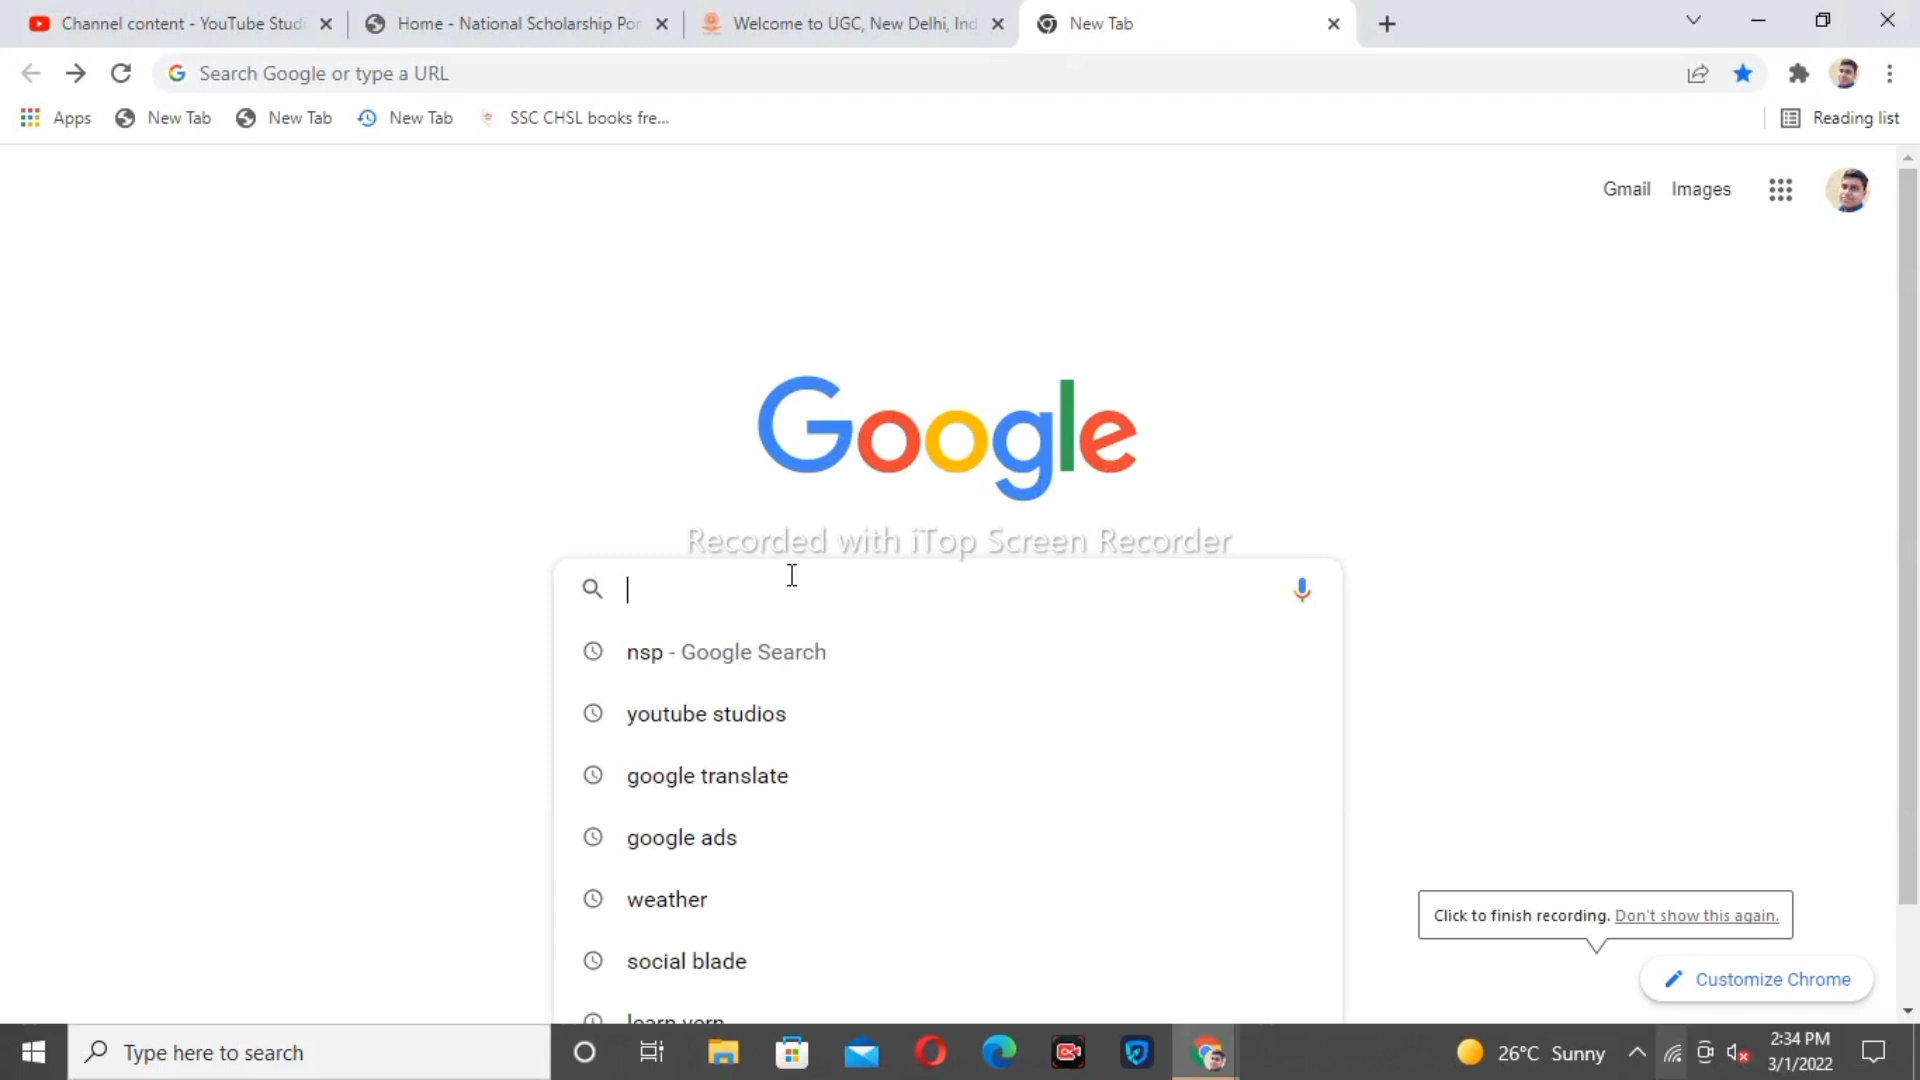 Channel content - YouTube Studi
Home - National Scholarship Por
Welcome to UGC, New Delhi, Ind
New Tab
Search Google or type a URL
Apps
New Tab
New Tab
New Tab
SSC CHSL books fre...
Reading list
Gmail
Images
Google
Recorded with iTop Screen Recorder
nsp - Google Search
youtube studios
google translate
google ads
weather
social blade
learn vern
Click to finish recording. Don't show this again.
Customize Chrome
Type here to search
26°C Sunny
2:34 PM
3/1/2022